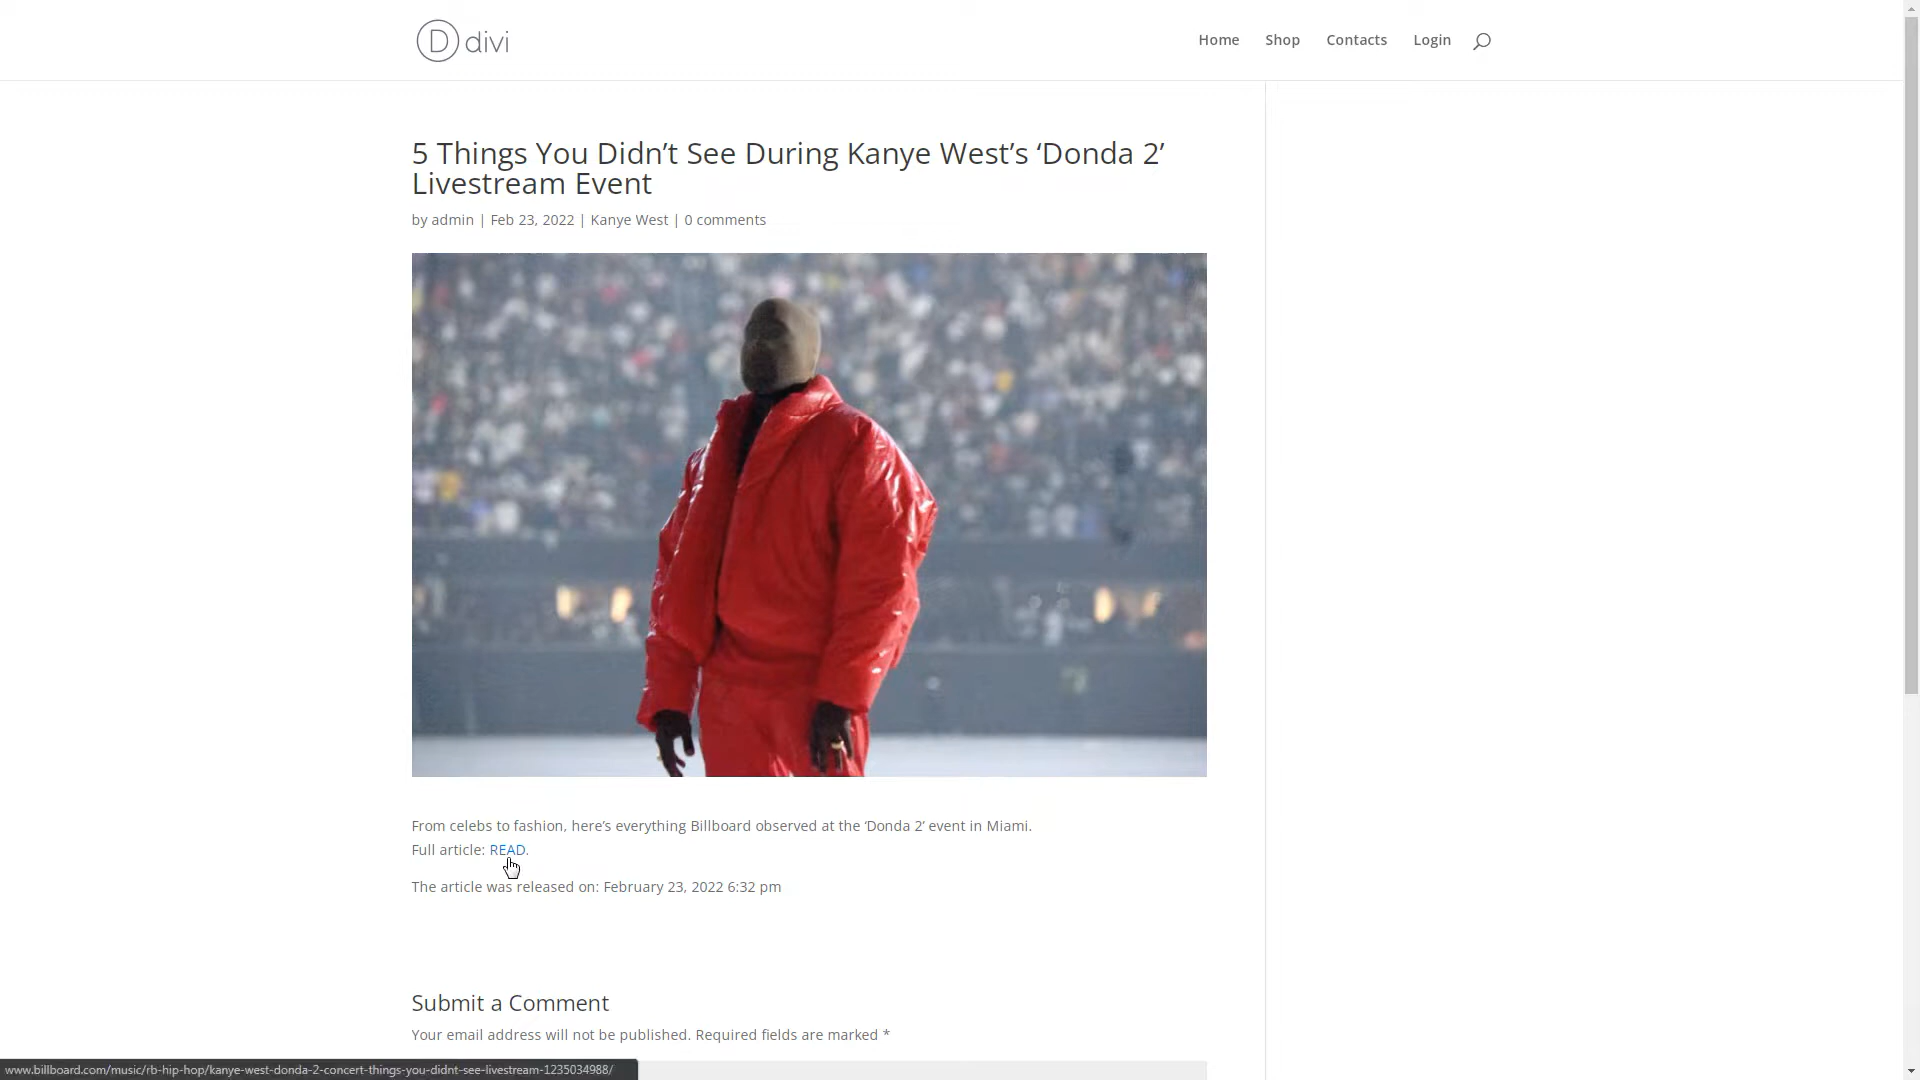 D divi
Home Shop Contacts Login
5 Things You Didn’t See During Kanye West’s ‘Donda 2’
Livestream Event
by admin | Feb 23, 2022 | Kanye West | 0 comments
From celebs to fashion, here’s everything Billboard observed at the ‘Donda 2’ event in Miami.
Full article: READ.
The article was released on: February 23, 2022 6:32 pm
Submit a Comment
Your email address will not be published. Required fields are marked *
www.billboard.com/music/rb-hip-hop/kanye-west-donda-2-concert-things-you-didnt-see-livestream-1235034988/